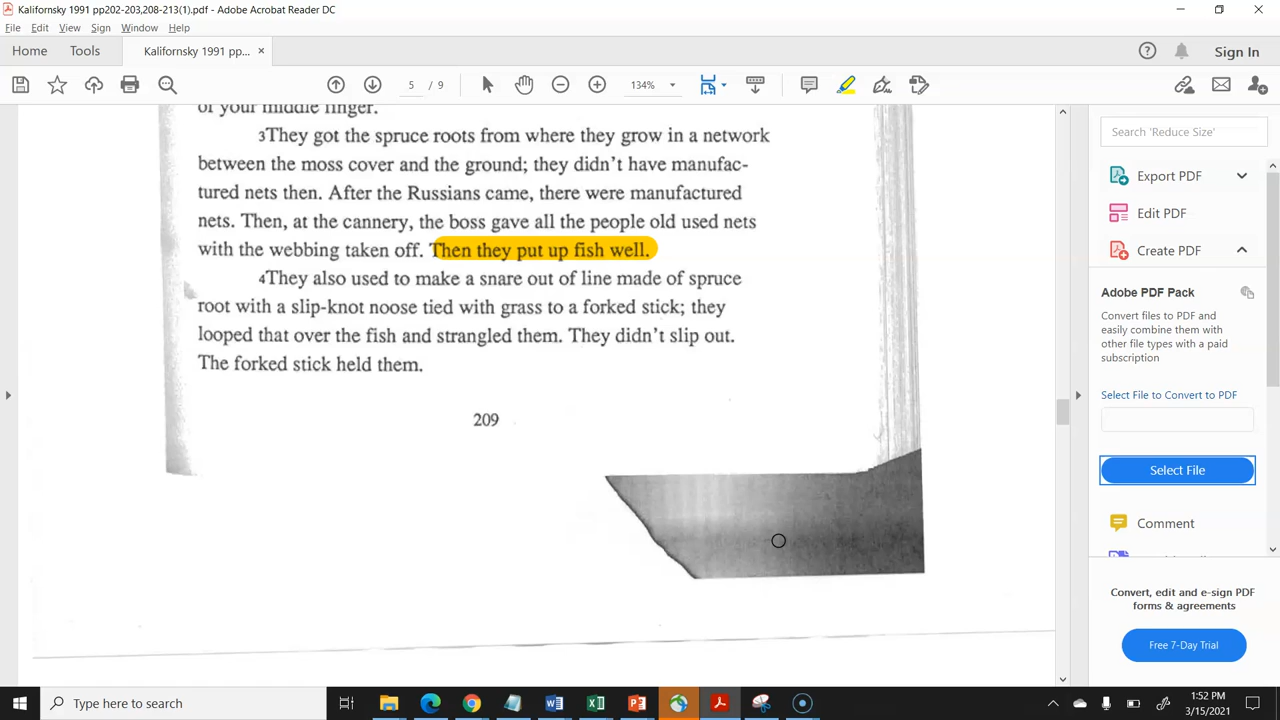 Kalifornsky 1991 pp202-203,208-213(1).pdf - Adobe Acrobat Reader DC
File Edit View Sign Window Help
Home Tools Kalifornsky 1991 pp... × Sign In
5 / 9 134%
of your middle finger.
3They got the spruce roots from where they grow in a network
between the moss cover and the ground; they didn't have manufac-
tured nets then. After the Russians came, there were manufactured
nets. Then, at the cannery, the boss gave all the people old used nets
with the webbing taken off. Then they put up fish well.
4They also used to make a snare out of line made of spruce
root with a slip-knot noose tied with grass to a forked stick; they
looped that over the fish and strangled them. They didn't slip out.
The forked stick held them.
209
Search 'Reduce Size'
Export PDF
Edit PDF
Create PDF
Adobe PDF Pack
Convert files to PDF and
easily combine them with
other file types with a paid
subscription
Select File to Convert to PDF
Select File
Comment
Convert, edit and e-sign PDF
forms & agreements
Free 7-Day Trial
Type here to search
1:52 PM
3/15/2021